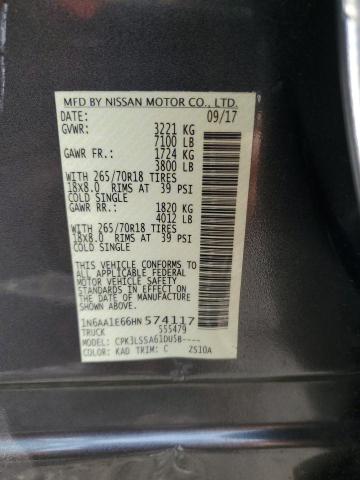 MFD BY NISSAN MOTOR CO., LTD.
DATE: 09/17
GVWR: 3221 KG
7100 LB
GAWR FR.: 1724 KG
3800 LB
WITH 265/70R18 TIRES
18X8.0 RIMS AT 39 PSI
COLD SINGLE
GAWR RR.: 1820 KG
4012 LB
WITH 265/70R18 TIRES
18X8.0 RIMS AT 39 PSI
COLD SINGLE
THIS VEHICLE CONFORMS TO
ALL APPLICABLE FEDERAL
MOTOR VEHICLE SAFETY
STANDARDS IN EFFECT ON
THE DATE OF MANUFACTURE
SHOWN ABOVE.
1N6AA1E66HN574117
TRUCK 555479
MODEL: CPK3LSSA61DU5B----
COLOR: KAD TRIM: C ZSIOA